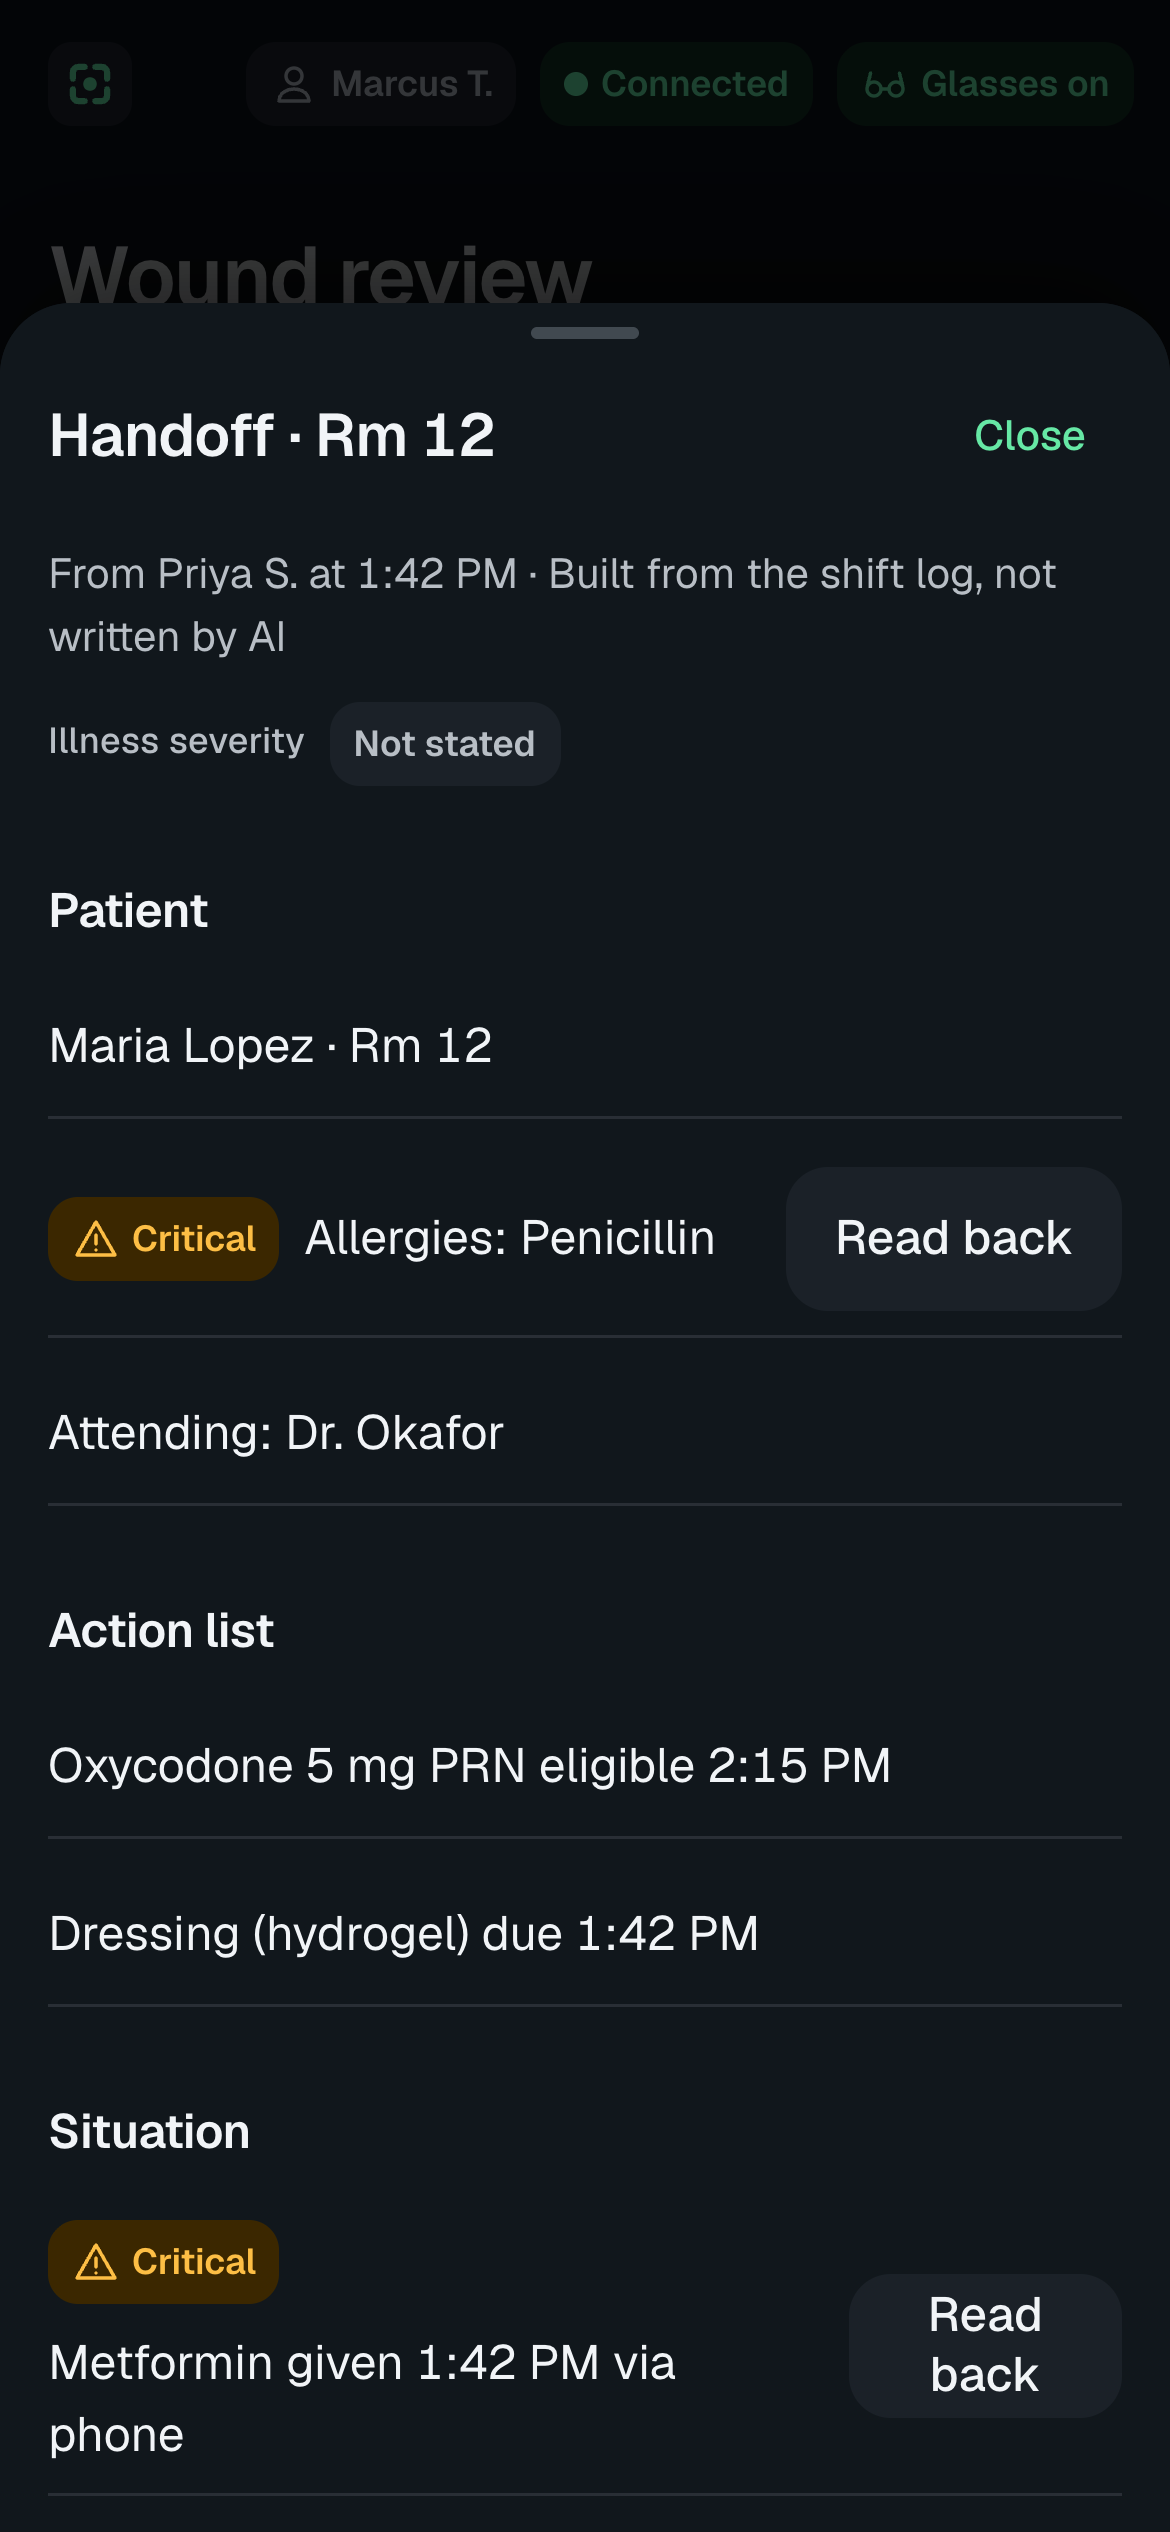 Marcus T.
Connected
Glasses on
Wound review
Handoff · Rm 12
Close
From Priya S. at 1:42 PM · Built from the shift log, not
written by AI
Illness severity
Not stated
Patient
Maria Lopez · Rm 12
Critical
Allergies: Penicillin
Read back
Attending: Dr. Okafor
Action list
Oxycodone 5 mg PRN eligible 2:15 PM
Dressing (hydrogel) due 1:42 PM
Situation
Critical
Metformin given 1:42 PM via
phone
Read
back